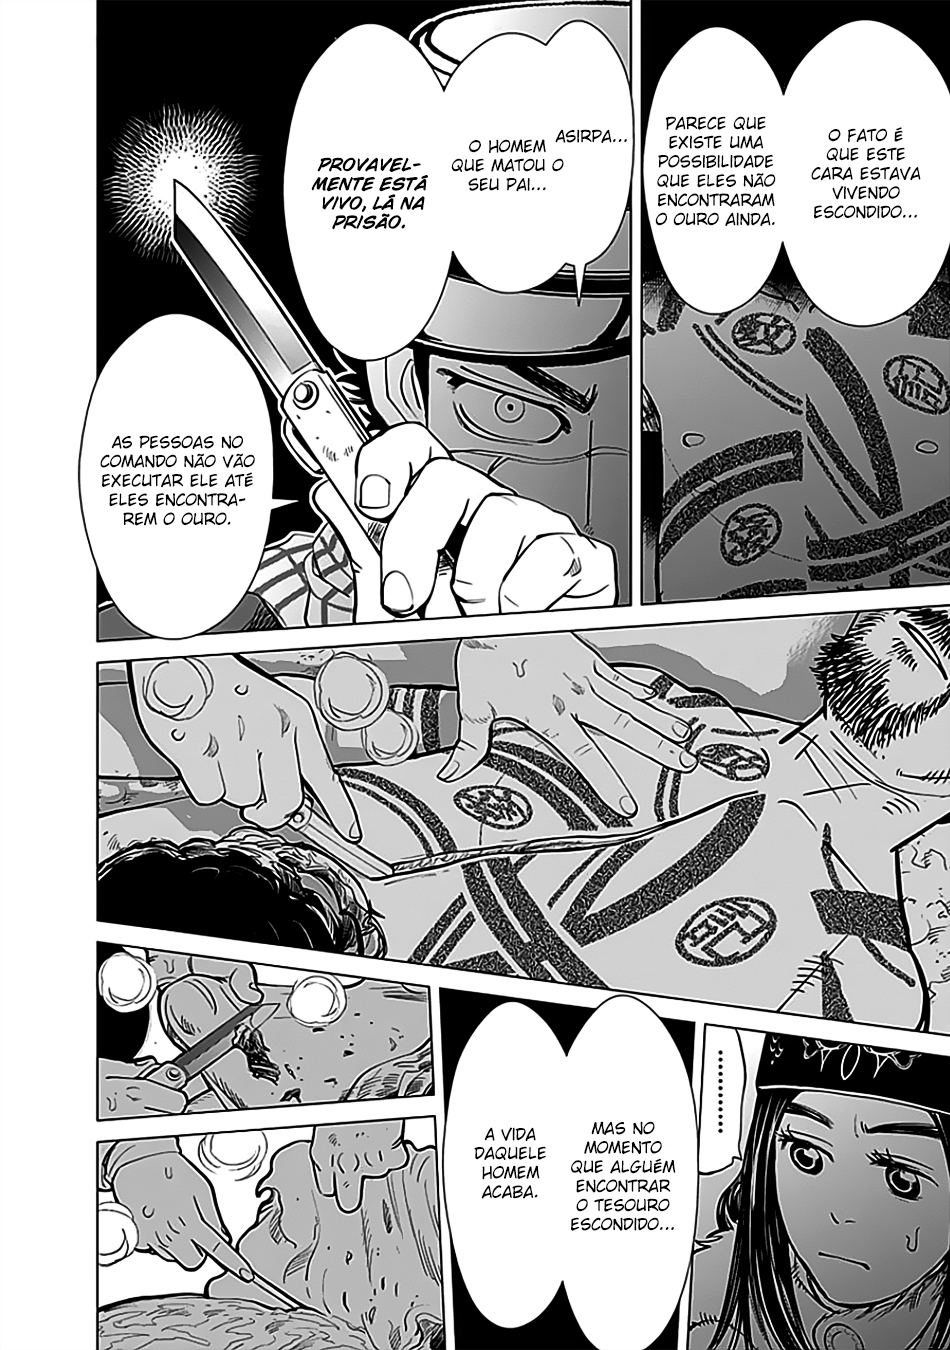 O FATO É
QUE ESTE
CARA ESTAVA
VIVENDO
ESCONDIDO...
PARECE QUE
EXISTE UMA
POSSIBILIDADE
QUE ELES NÃO
ENCONTRARAM
O OURO AINDA.
ASIRPA...
O HOMEM
QUE MATOU O
SEU PAI...
PROVAVEL-
MENTE ESTÁ
VIVO, LÁ NA
PRISÃO.
AS PESSOAS NO
COMANDO NÃO VÃO
EXECUTAR ELE ATÉ
ELES ENCONTRA-
REM O OURO.
.........
MAS NO
MOMENTO
QUE ALGUÉM
ENCONTRAR
O TESOURO
ESCONDIDO...
A VIDA
DAQUELE
HOMEM
ACABA.